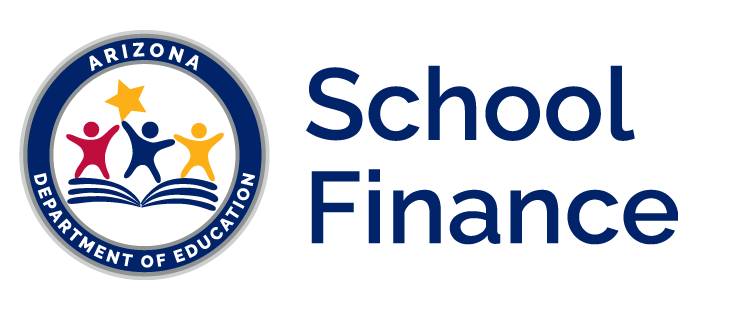 ARIZONA
DEPARTMENT OF EDUCATION
School
Finance